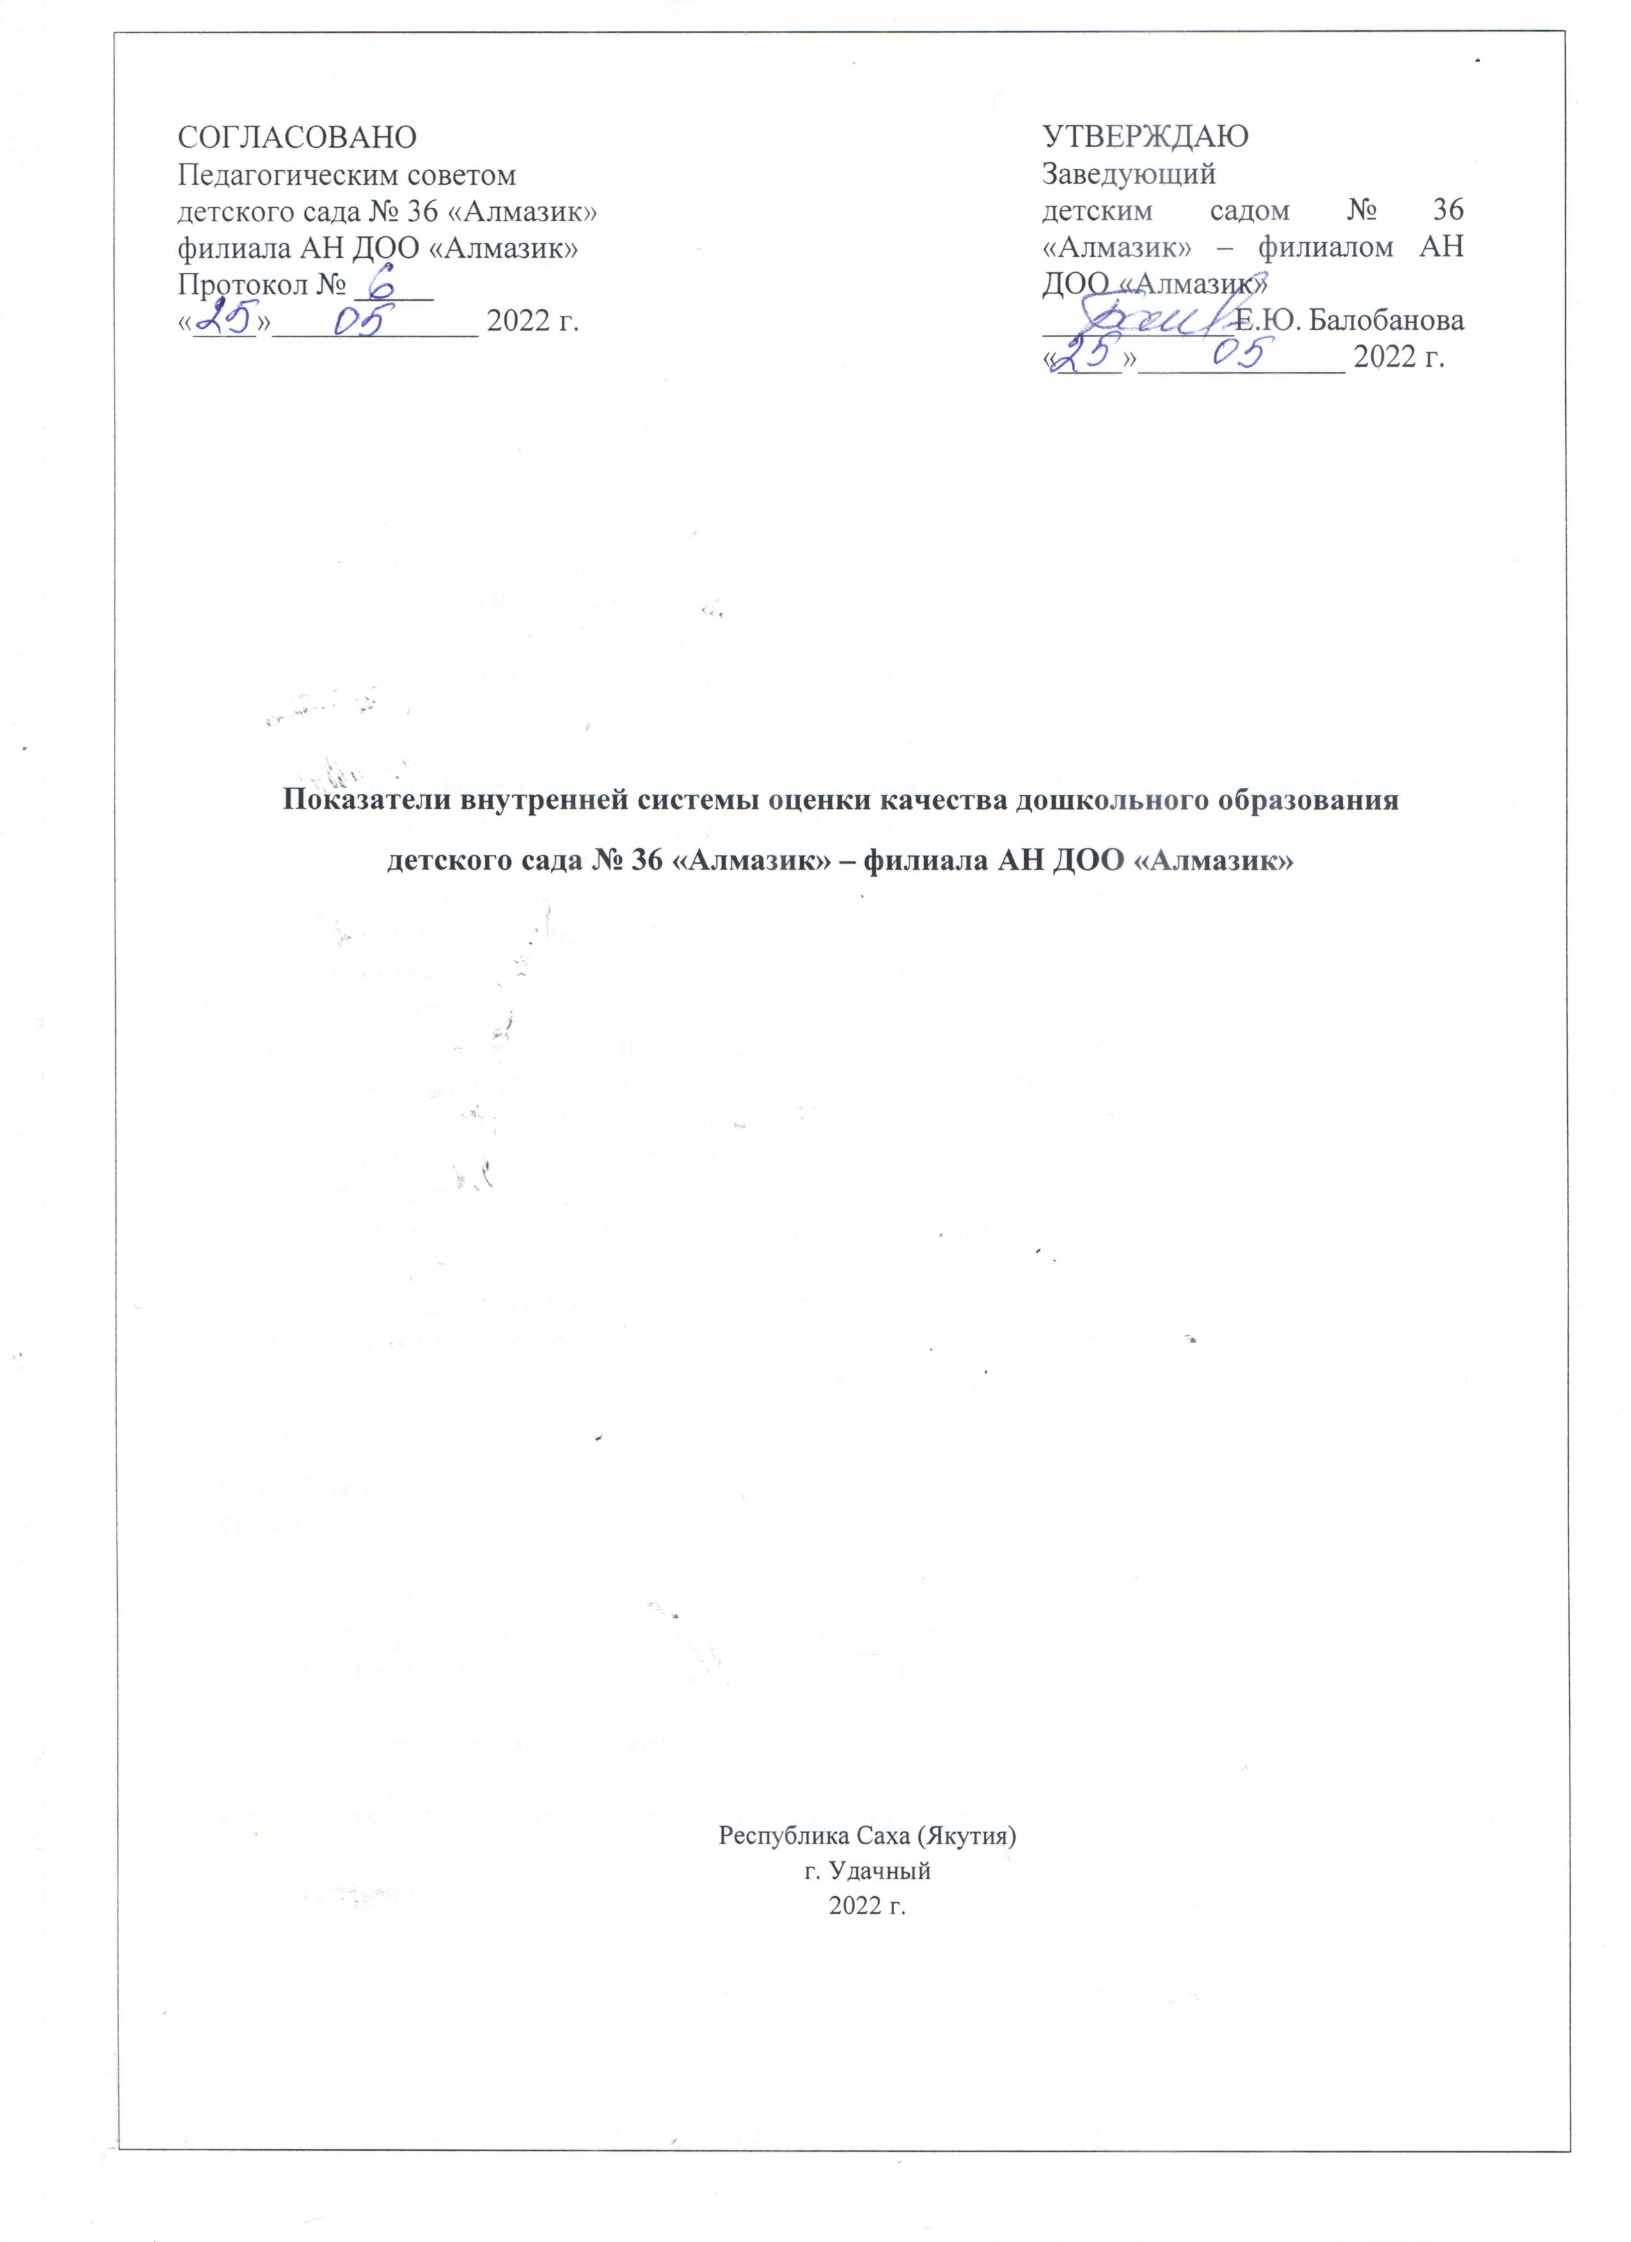 СОГЛАСОВАНО
Педагогическим советом
детского сада № 36 «Алмазик»
филиала АН ДОО «Алмазик»
Протокол № 6
«25» 05 2022 г.
УТВЕРЖДАЮ
Заведующий
детским садом № 36
«Алмазик» – филиалом АН
ДОО «Алмазик»
Е.Ю. Балобанова
«25» 05 2022 г.
Показатели внутренней системы оценки качества дошкольного образования
детского сада № 36 «Алмазик» – филиала АН ДОО «Алмазик»
Республика Саха (Якутия)
г. Удачный
2022 г.